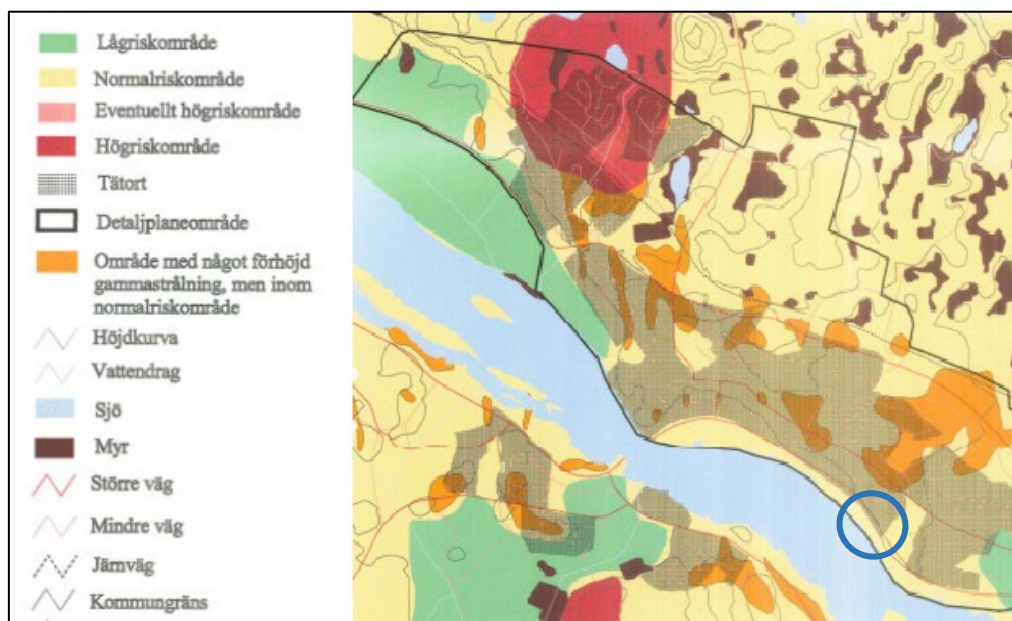 Lågriskområde
Normalriskområde
Eventuellt högriskområde
Högriskområde
Tätort
Detaljplaneområde
Område med något förhöjd
gammastrålning, men inom
normalriskområde
Höjdkurva
Vattendrag
Sjö
Myr
Större väg
Mindre väg
Järnväg
Kommungräns